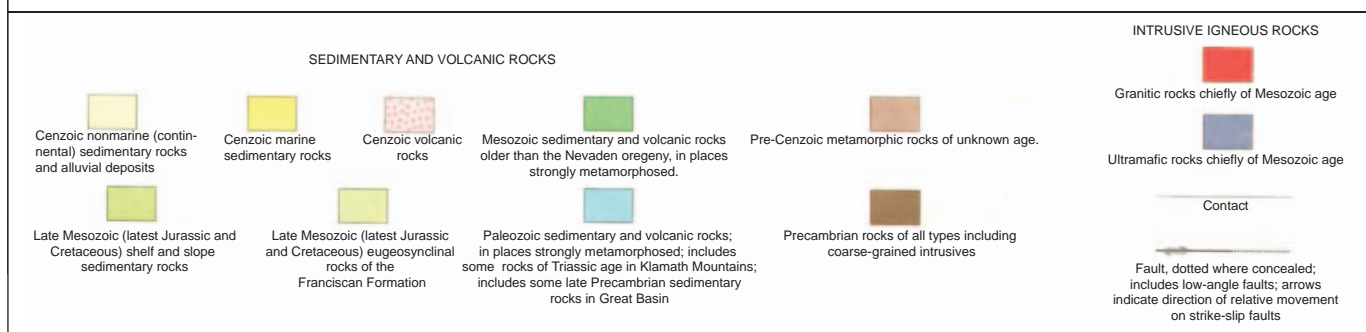 SEDIMENTARY AND VOLCANIC ROCKS
Cenzoic nonmarine (contin-
nental) sedimentary rocks
and alluvial deposits
Cenzoic marine
sedimentary rocks
Cenzoic volcanic
rocks
Mesozoic sedimentary and volcanic rocks
older than the Nevaden oregeny, in places
strongly metamorphosed.
Pre-Cenzoic metamorphic rocks of unknown age.
Late Mesozoic (latest Jurassic and
Cretaceous) shelf and slope
sedimentary rocks
Late Mesozoic (latest Jurassic
and Cretaceous) eugeosynclinal
rocks of the
Franciscan Formation
Paleozoic sedimentary and volcanic rocks;
in places strongly metamorphosed; includes
some rocks of Triassic age in Klamath Mountains;
includes some late Precambrian sedimentary
rocks in Great Basin
Precambrian rocks of all types including
coarse-grained intrusives
INTRUSIVE IGNEOUS ROCKS
Granitic rocks chiefly of Mesozoic age
Ultramafic rocks chiefly of Mesozoic age
Contact
Fault, dotted where concealed;
includes low-angle faults; arrows
indicate direction of relative movement
on strike-slip faults